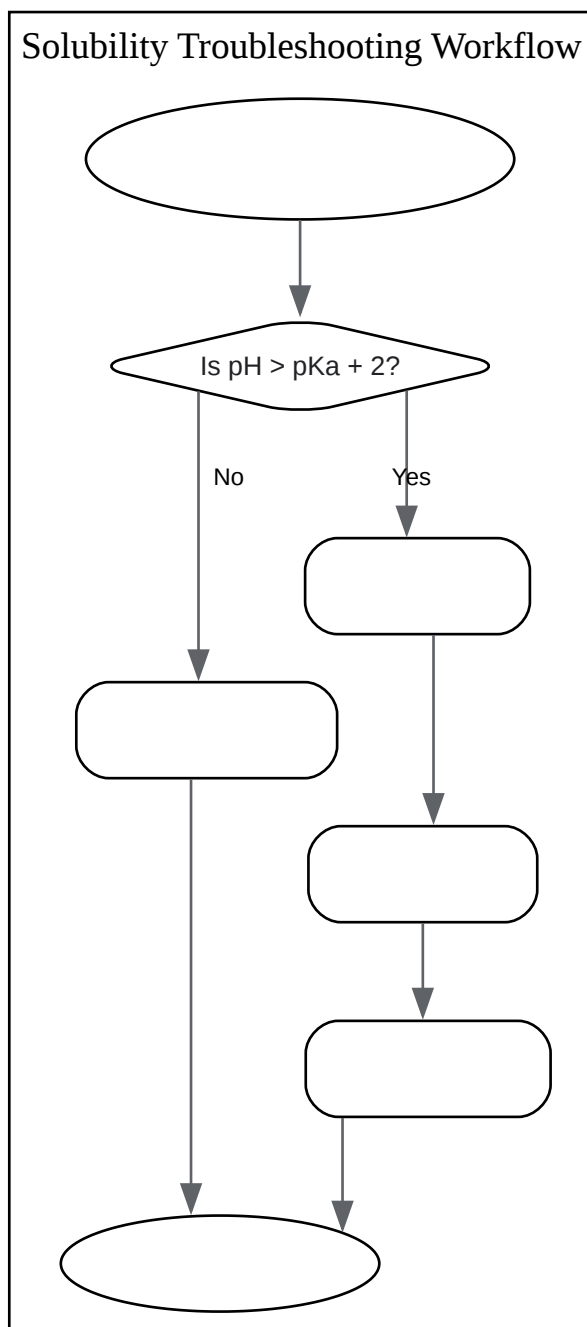 Solubility Troubleshooting Workflow
Is pH > pKa + 2?
No
Yes